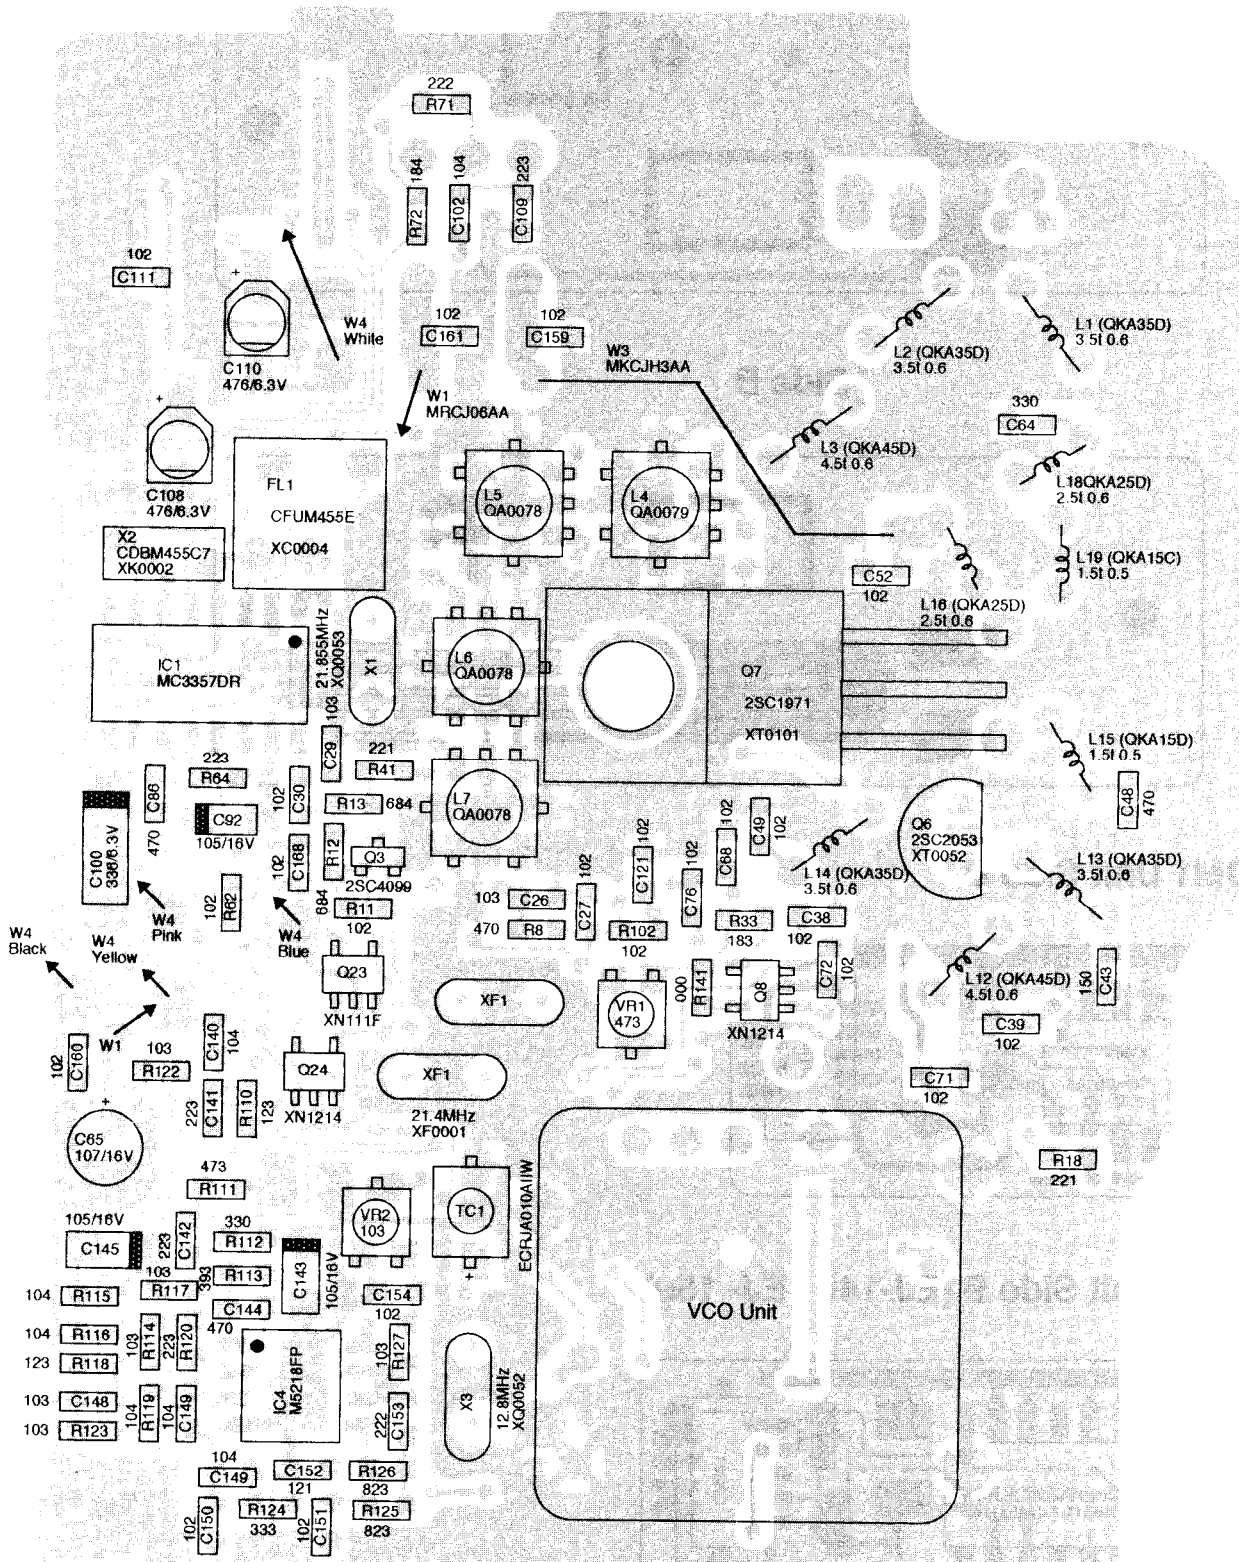 222
R71
184
R72
104
C102
223
C109
102
C111
+
C110
476/6.3V
W4
White
102
C161
102
C159
W3
MKCJH3AA
W1
MRCJ06AA
L2 (QKA35D)
3.5t 0.6
L1 (QKA35D)
3.5t 0.6
330
C64
L3 (QKA45D)
4.5t 0.6
L18QKA25D)
2.5t 0.6
+
C108
476/6.3V
FL1
CFUM455E
XC0004
L5
QA0078
L4
QA0079
X2
CDBM455C7
XK0002
C52
102
L16 (QKA25D)
2.5t 0.6
L19 (QKA15C)
1.5t 0.5
IC1
MC3357DR
21.855MHz
XQ0053
X1
L6
QA0078
Q7
2SC1971
XT0101
L15 (QKA15D)
1.5t 0.5
103
C29
221
R41
223
R64
C86
470
C92
105/16V
102
C30
R13
684
L7
QA0078
C100
336/6.3V
102
C168
R12
684
Q3
2SC4099
R11
102
102
R62
W4
Pink
W4
Blue
W4
Black
W4
Yellow
W1
103
C26
470
R8
102
C27
102
C121
R102
102
102
C76
102
C68
C49
102
R33
183
C38
102
L14 (QKA35D)
3.5t 0.6
Q6
2SC2053
XT0052
C48
470
L13 (QKA35D)
3.5t 0.6
L12 (QKA45D)
4.5t 0.6
150
C43
C39
102
C72
102
Q23
XN111F
XF1
VR1
473
000
R141
Q8
XN1214
C71
102
102
C160
103
R122
C140
104
223
C141
R110
123
Q24
XN1214
XF1
21.4MHz
XF0001
+
C65
107/16V
R18
221
473
R111
VR2
103
TC1
+
ECRJA010AIIW
105/16V
C145
223
C142
330
R112
393
R113
C143
105/16V
103
R117
104
R115
C144
470
C154
102
VCO Unit
104
R116
103
R114
223
R120
123
R118
IC4
M5218FP
103
R127
X3
12.8MHz
XQ0052
103
C148
104
R119
104
C149
222
C153
103
R123
104
C149
C152
121
R126
823
102
C150
R124
333
102
C151
R125
823